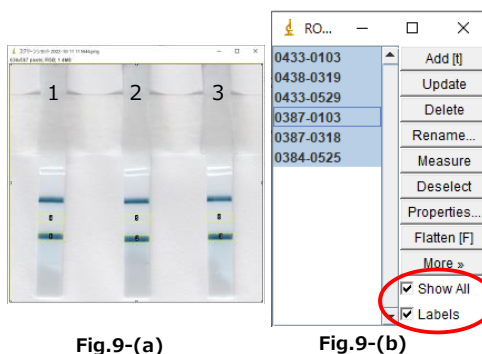 1 2 3
RO...
0433-0103
0438-0319
0433-0529
0387-0103
0387-0318
0384-0525
Add [t]
Update
Delete
Rename...
Measure
Deselect
Properties...
Flatten [F]
More »
Show All
Labels
Fig.9-(a)
Fig.9-(b)